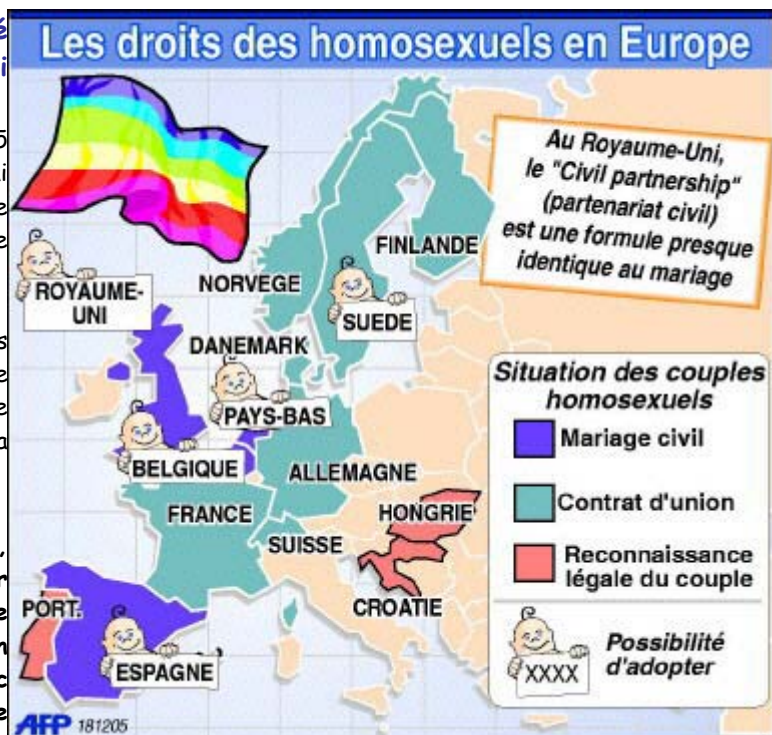 Les droits des homosexuels en Europe
Au Royaume-Uni,
le "Civil partnership"
(partenariat civil)
est une formule presque
identique au mariage
FINLANDE
NORVEGE
ROYAUME-
UNI
SUEDE
DANEMARK
PAYS-BAS
BELGIQUE
ALLEMAGNE
FRANCE
HONGRIE
SUISSE
CROATIE
PORT.
ESPAGNE
Situation des couples
homosexuels
Mariage civil
Contrat d'union
Reconnaissance
légale du couple
XXXX
Possibilité
d'adopter
AFP 181205